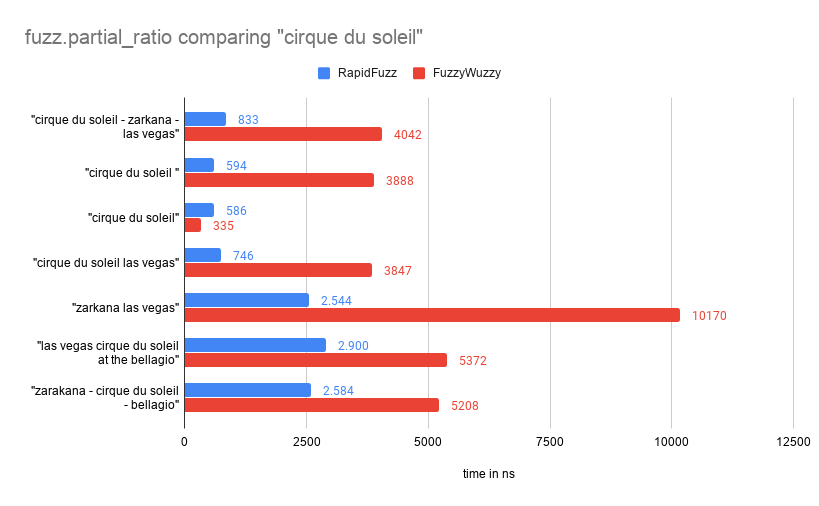 fuzz.partial_ratio comparing "cirque du soleil"
RapidFuzz FuzzyWuzzy
"cirque du soleil - zarkana -
las vegas"
833
4042
"cirque du soleil "
594
3888
"cirque du soleil"
586
335
"cirque du soleil las vegas"
746
3847
"zarkana las vegas"
2.544
10170
"las vegas cirque du soleil
at the bellagio"
2.900
5372
"zarakana - cirque du soleil
- bellagio"
2.584
5208
0 2500 5000 7500 10000 12500
time in ns